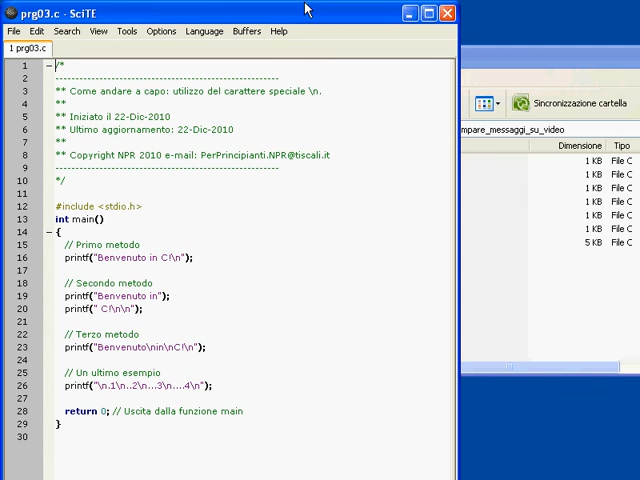 prg03.c - SciTE
File Edit Search View Tools Options Language Buffers Help
1 prg03.c
1 /*
2 --------------------------------------------------------
3 ** Come andare a capo: utilizzo del carattere speciale \n.
4 **
5 ** Iniziato il 22-Dic-2010
6 ** Ultimo aggiornamento: 22-Dic-2010
7 **
8 ** Copyright NPR 2010 e-mail: PerPrincipianti.NPR@tiscali.it
9 --------------------------------------------------------
10 */
11
12 #include <stdio.h>
13 int main()
14 {
15 // Primo metodo
16 printf("Benvenuto in C!\n");
17
18 // Secondo metodo
19 printf("Benvenuto in");
20 printf(" C!\n\n");
21
22 // Terzo metodo
23 printf("Benvenuto\nin\nC!\n");
24
25 // Un ultimo esempio
26 printf("\n.1\n..2\n...3\n....4\n");
27
28 return 0; // Uscita dalla funzione main
29 }
30
Sincronizzazione cartella
mpare_messaggi_su_video
Dimensione Tipo
1 KB File C
1 KB File C
1 KB File C
1 KB File C
1 KB File C
1 KB File C
5 KB File C